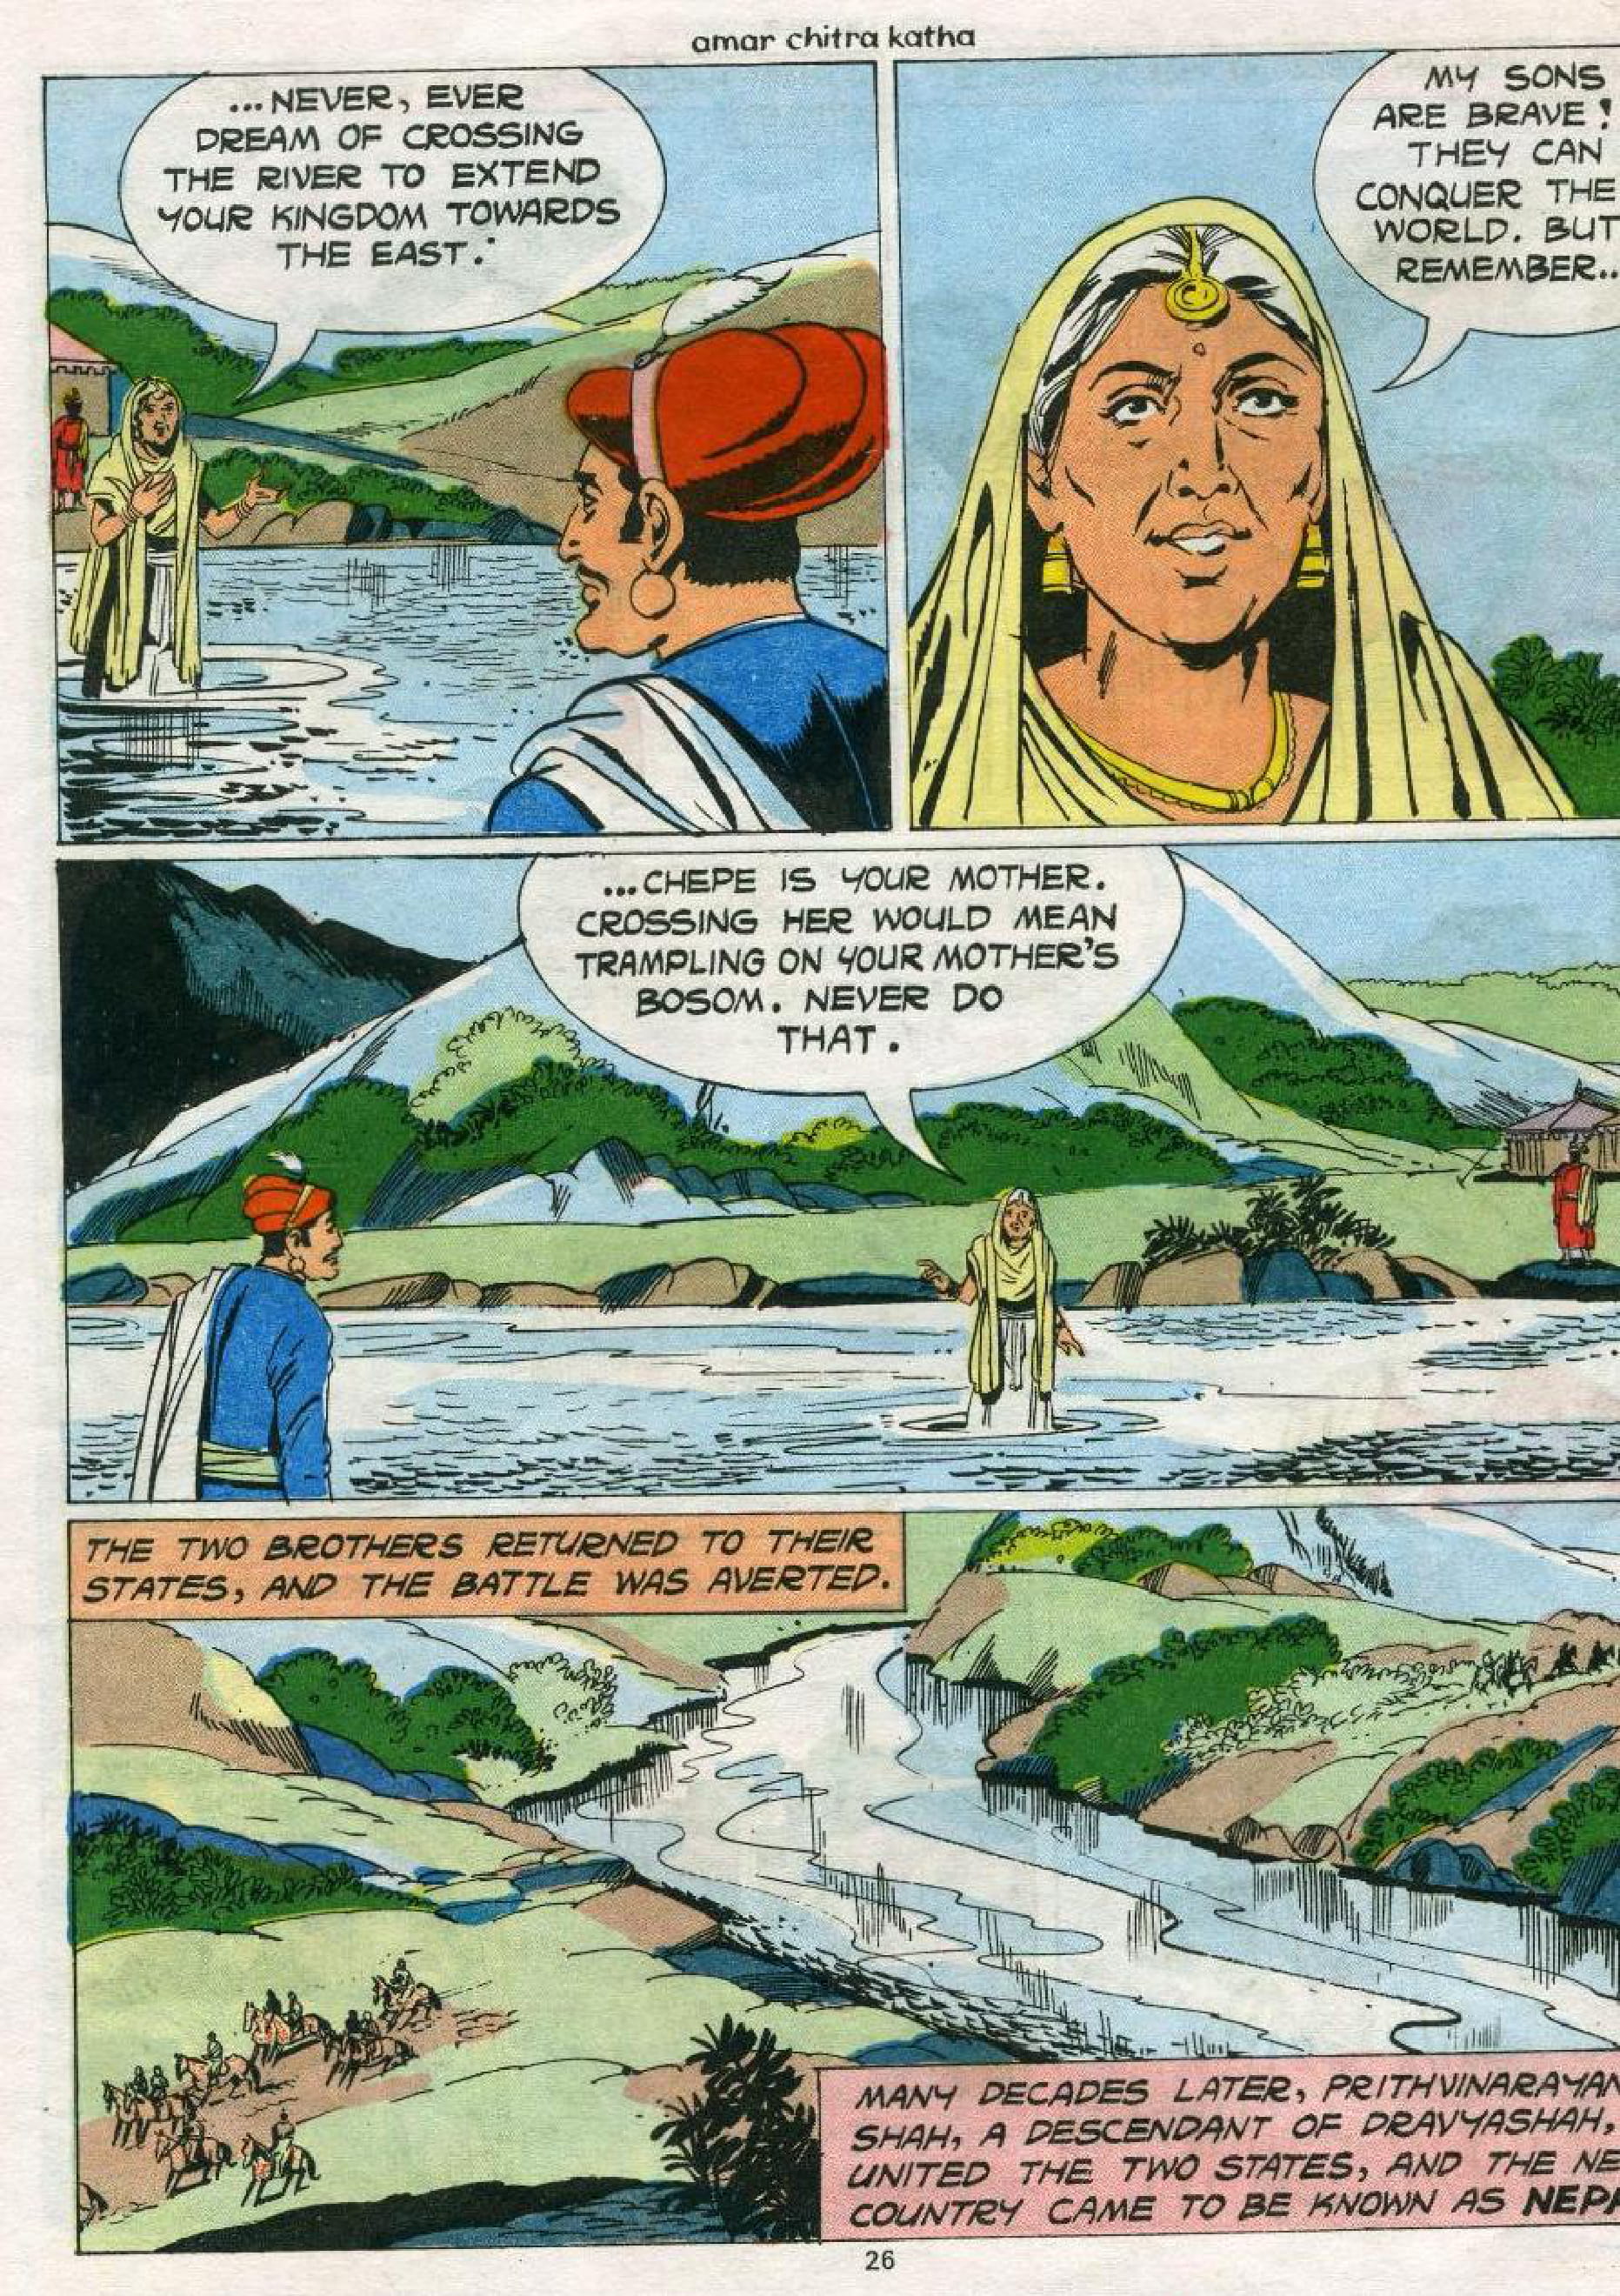 amar chitra katha
...NEVER, EVER
DREAM OF CROSSING
THE RIVER TO EXTEND
YOUR KINGDOM TOWARDS
THE EAST.
MY SONS
ARE BRAVE!
THEY CAN
CONQUER THE
WORLD. BUT
REMEMBER..
...CHEPE IS YOUR MOTHER.
CROSSING HER WOULD MEAN
TRAMPLING ON YOUR MOTHER'S
BOSOM. NEVER DO
THAT.
THE TWO BROTHERS RETURNED TO THEIR
STATES, AND THE BATTLE WAS AVERTED.
MANY DECADES LATER, PRITHVINARAYAN
SHAH, A DESCENDANT OF DRAVYASHAH,
UNITED THE TWO STATES, AND THE
COUNTRY CAME TO BE KNOWN AS
26